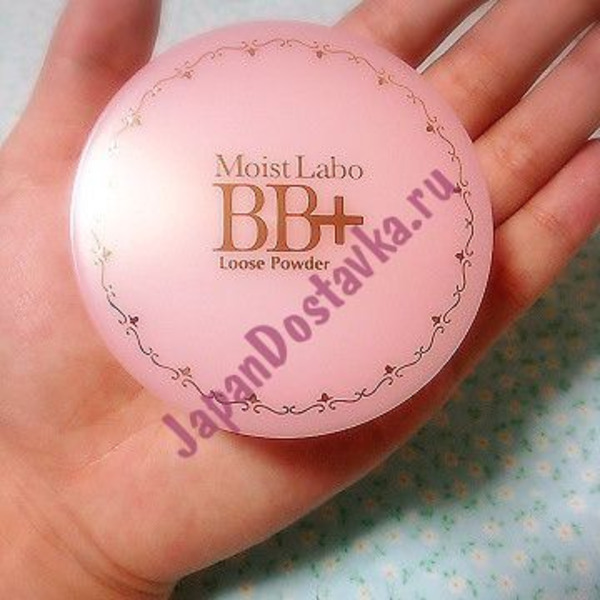 Moist Labo
BB+
Loose Powder
JapanDostavka.ru